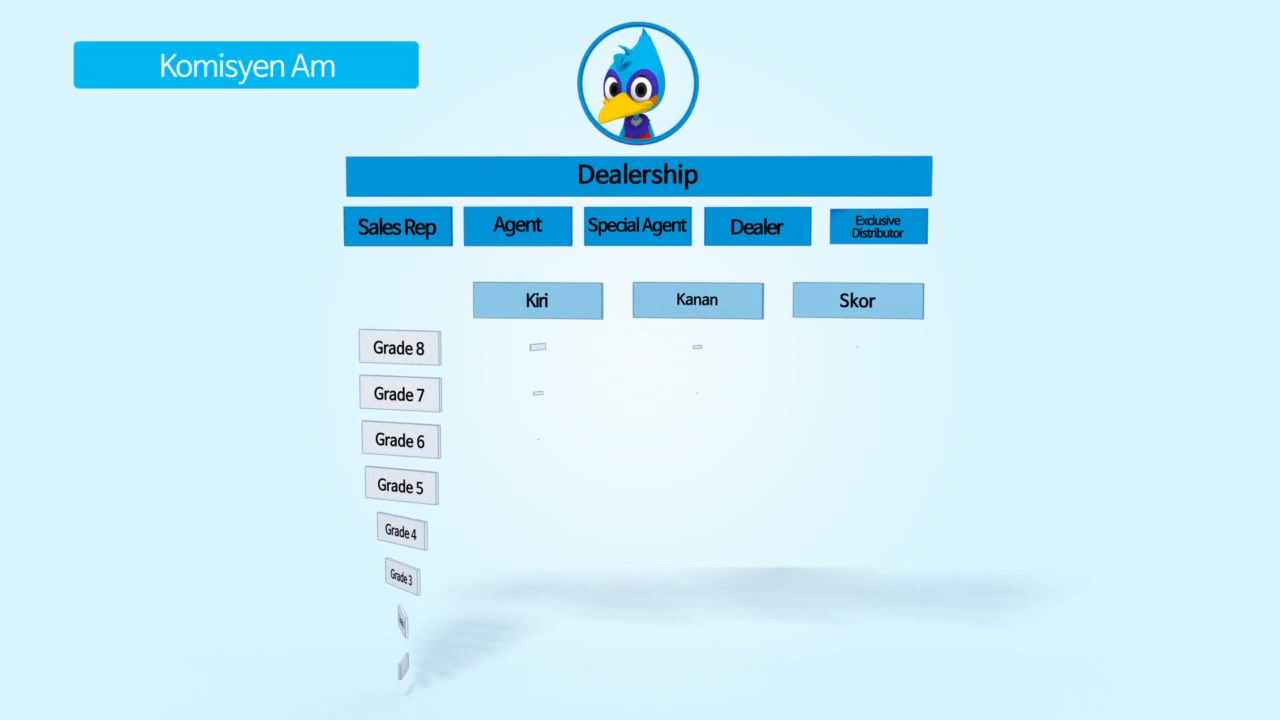 Komisyen Am
Dealership
Sales Rep
Agent
Special Agent
Dealer
Exclusive
Distributor
Kiri
Kanan
Skor
Grade 8
Grade 7
Grade 6
Grade 5
Grade 4
Grade 3